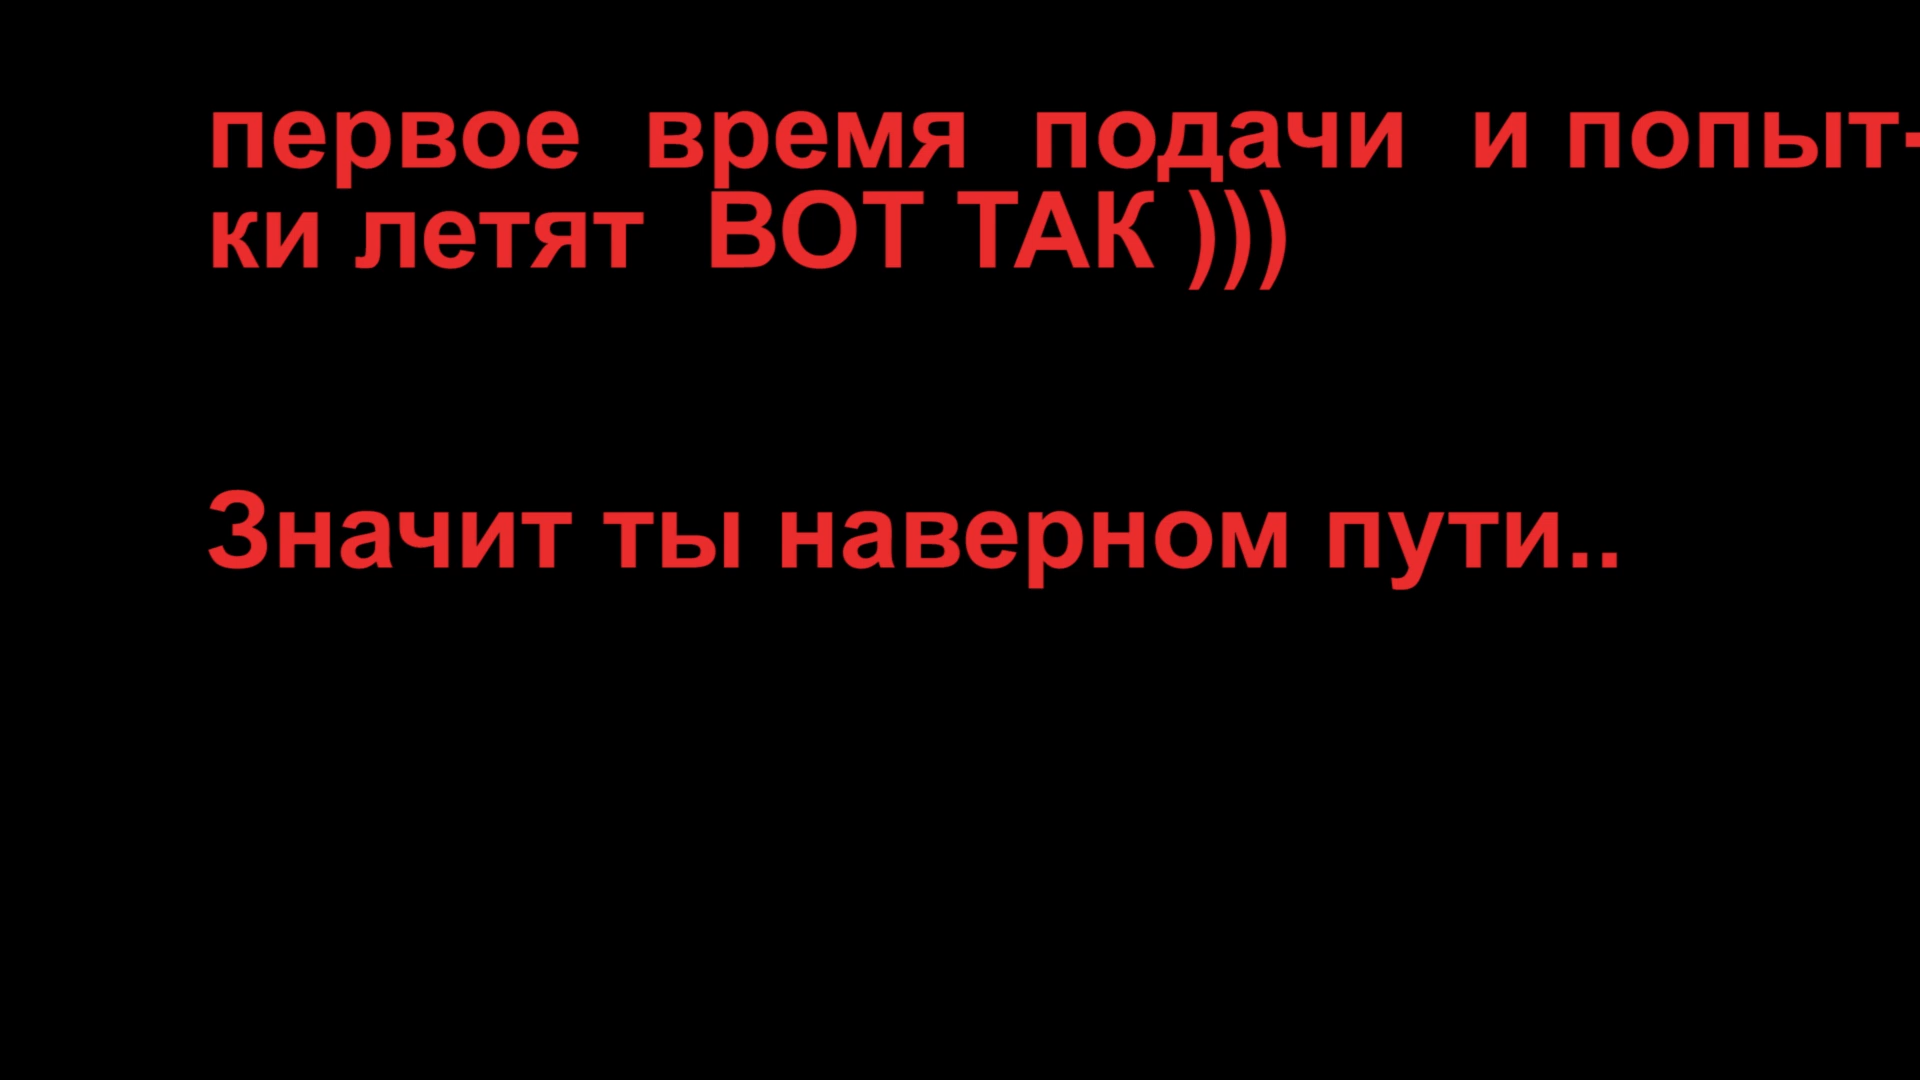 первое  время  подачи  и попыт-
ки летят  ВОТ ТАК )))
Значит ты наверном пути..